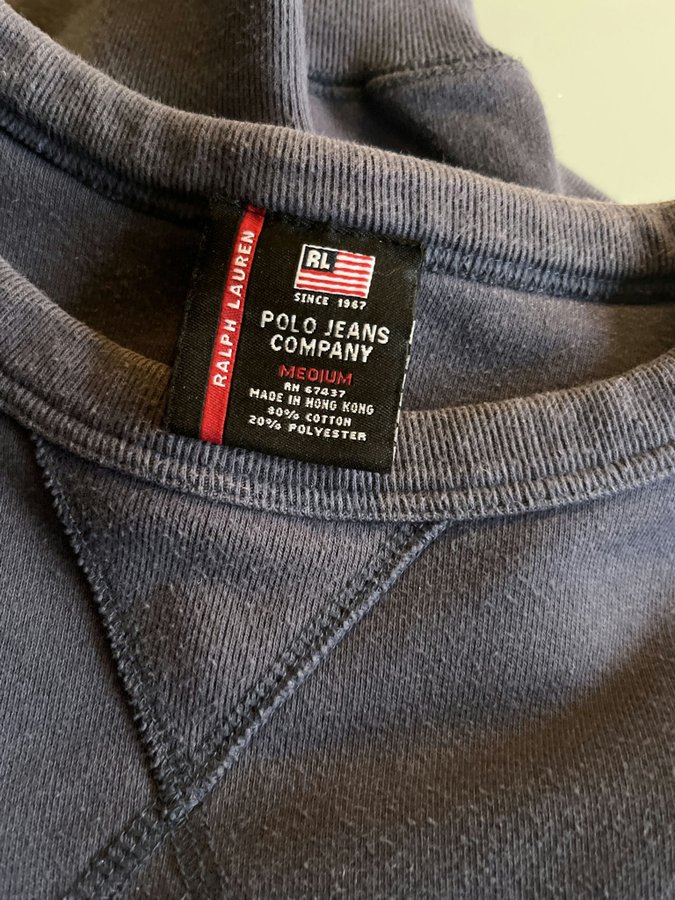 RALPH LAUREN
RL
SINCE 1967
POLO JEANS
COMPANY
MEDIUM
RN 67437
MADE IN HONG KONG
80% COTTON
20% POLYESTER